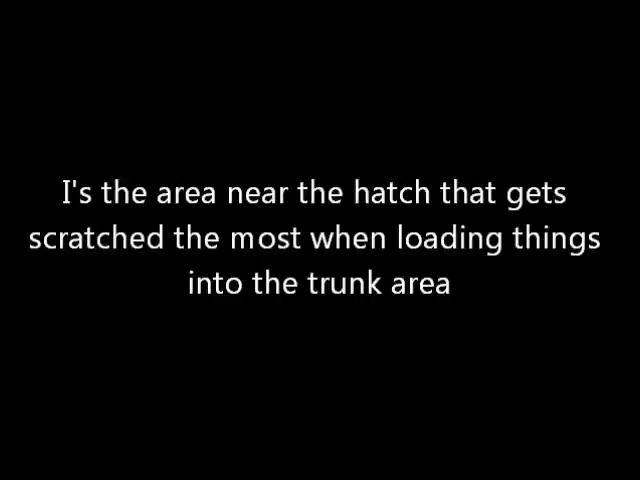 I's the area near the hatch that gets
scratched the most when loading things
into the trunk area